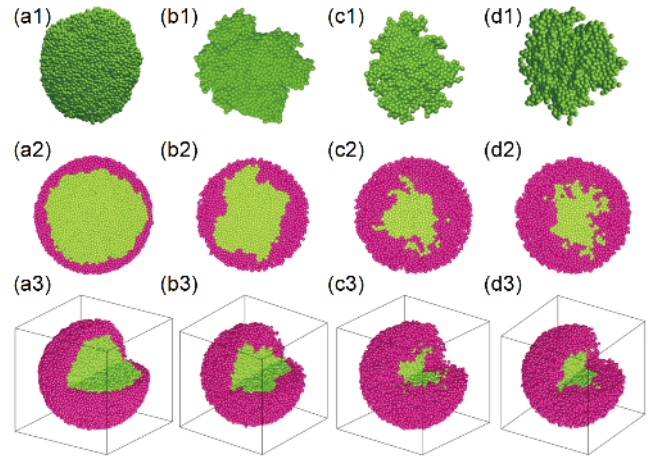 (a1) (b1) (c1) (d1)
(a2) (b2) (c2) (d2)
(a3) (b3) (c3) (d3)